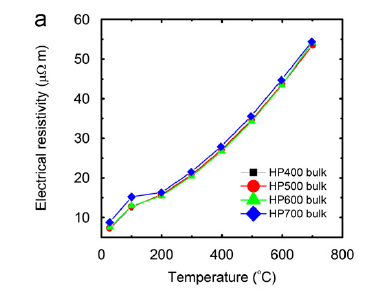 a
60
50
40
30
20
10
Electrical resistivity (μΩ m)
HP400 bulk
HP500 bulk
HP600 bulk
HP700 bulk
0 200 400 600 800
Temperature (°C)